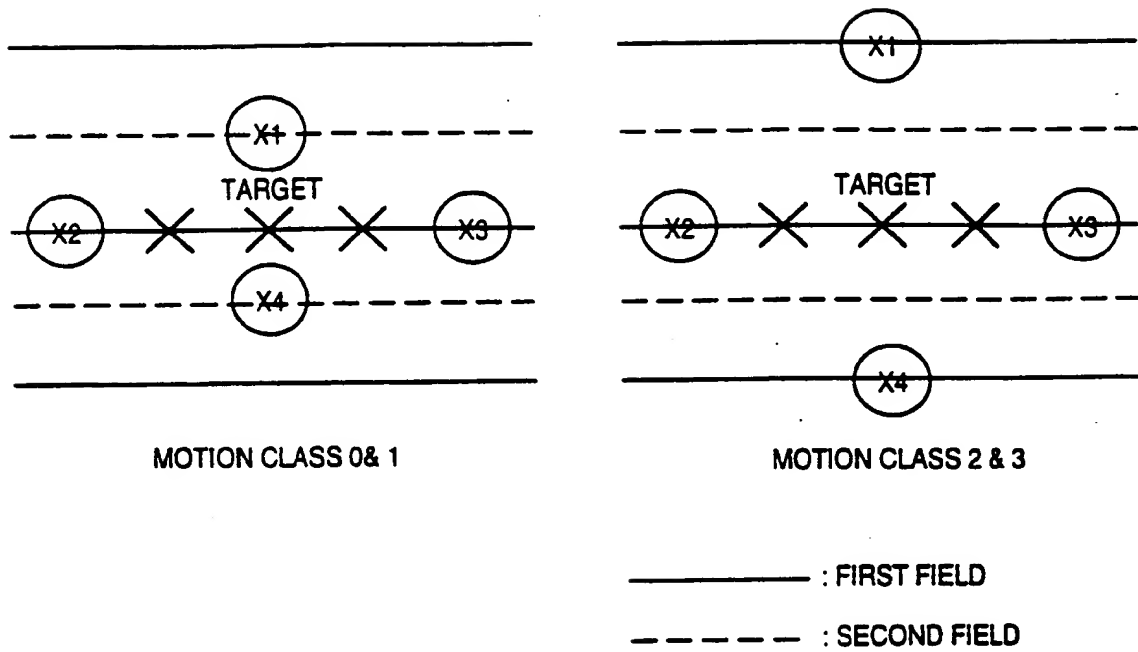 X1
TARGET
X2 X3
X4
MOTION CLASS 0& 1
X1
TARGET
X2 X3
X4
MOTION CLASS 2 & 3
: FIRST FIELD
: SECOND FIELD